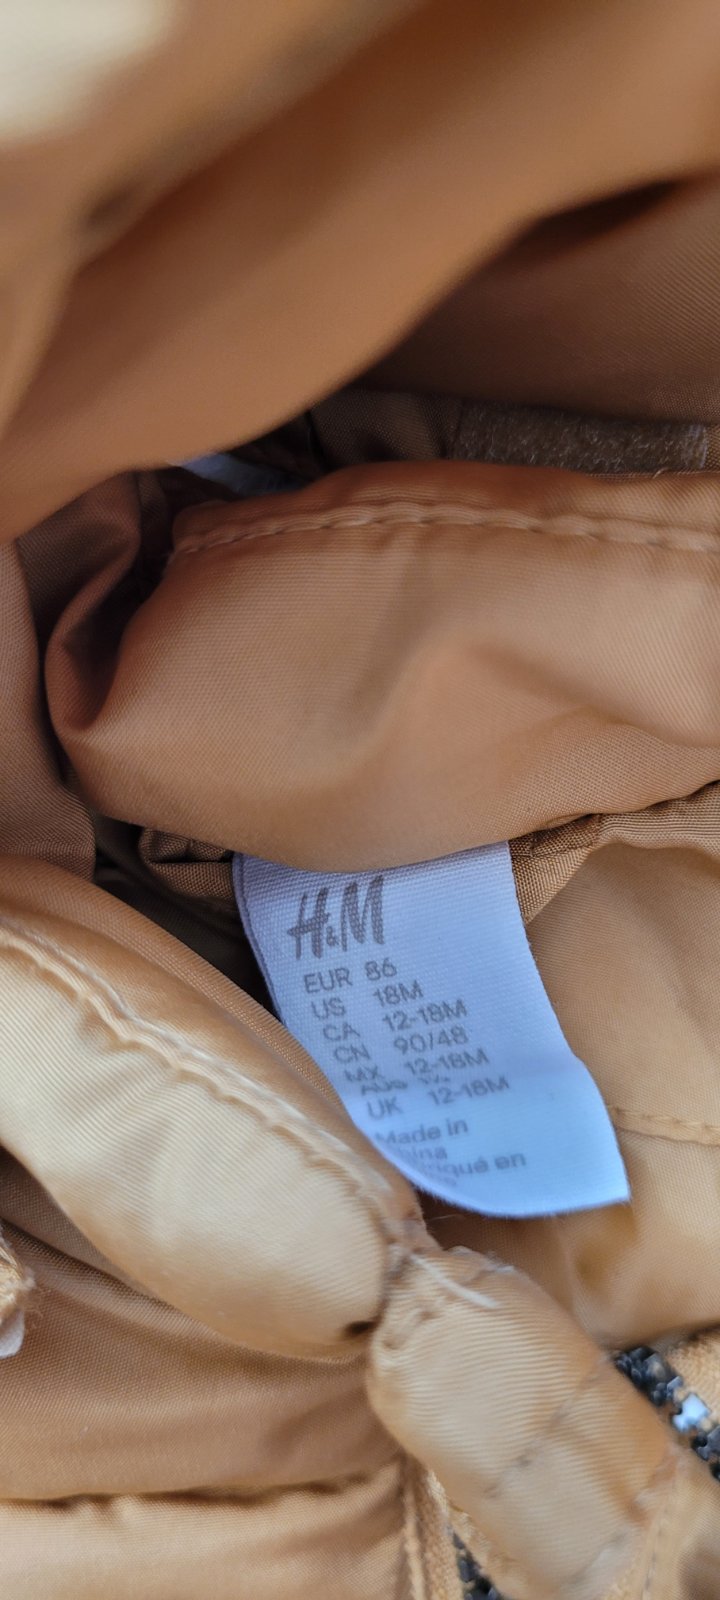 H&M
EUR 86
US 18M
CA 12-18M
CN 90/48
MX 12-18M
AUS
UK 12-18M
Made in
en